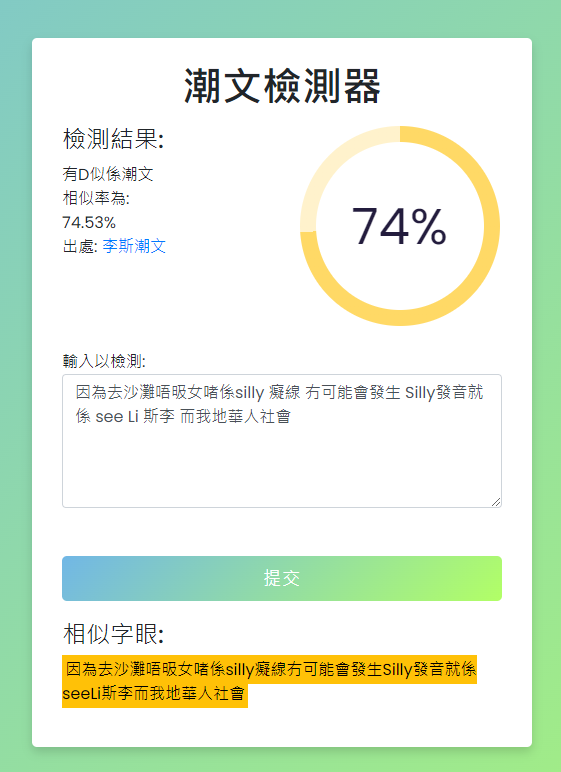 潮文檢測器
檢測結果:
有D似係潮文
相似率為:
74.53%
出處: 李斯潮文
74%
輸入以檢測:
因為去沙灘唔昅女啫係silly 癡線 冇可能會發生 Silly發音就
係 see Li 斯李 而我地華人社會
提交
相似字眼:
因為去沙灘唔昅女啫係silly癡線冇可能會發生Silly發音就係
seeLi斯李而我地華人社會